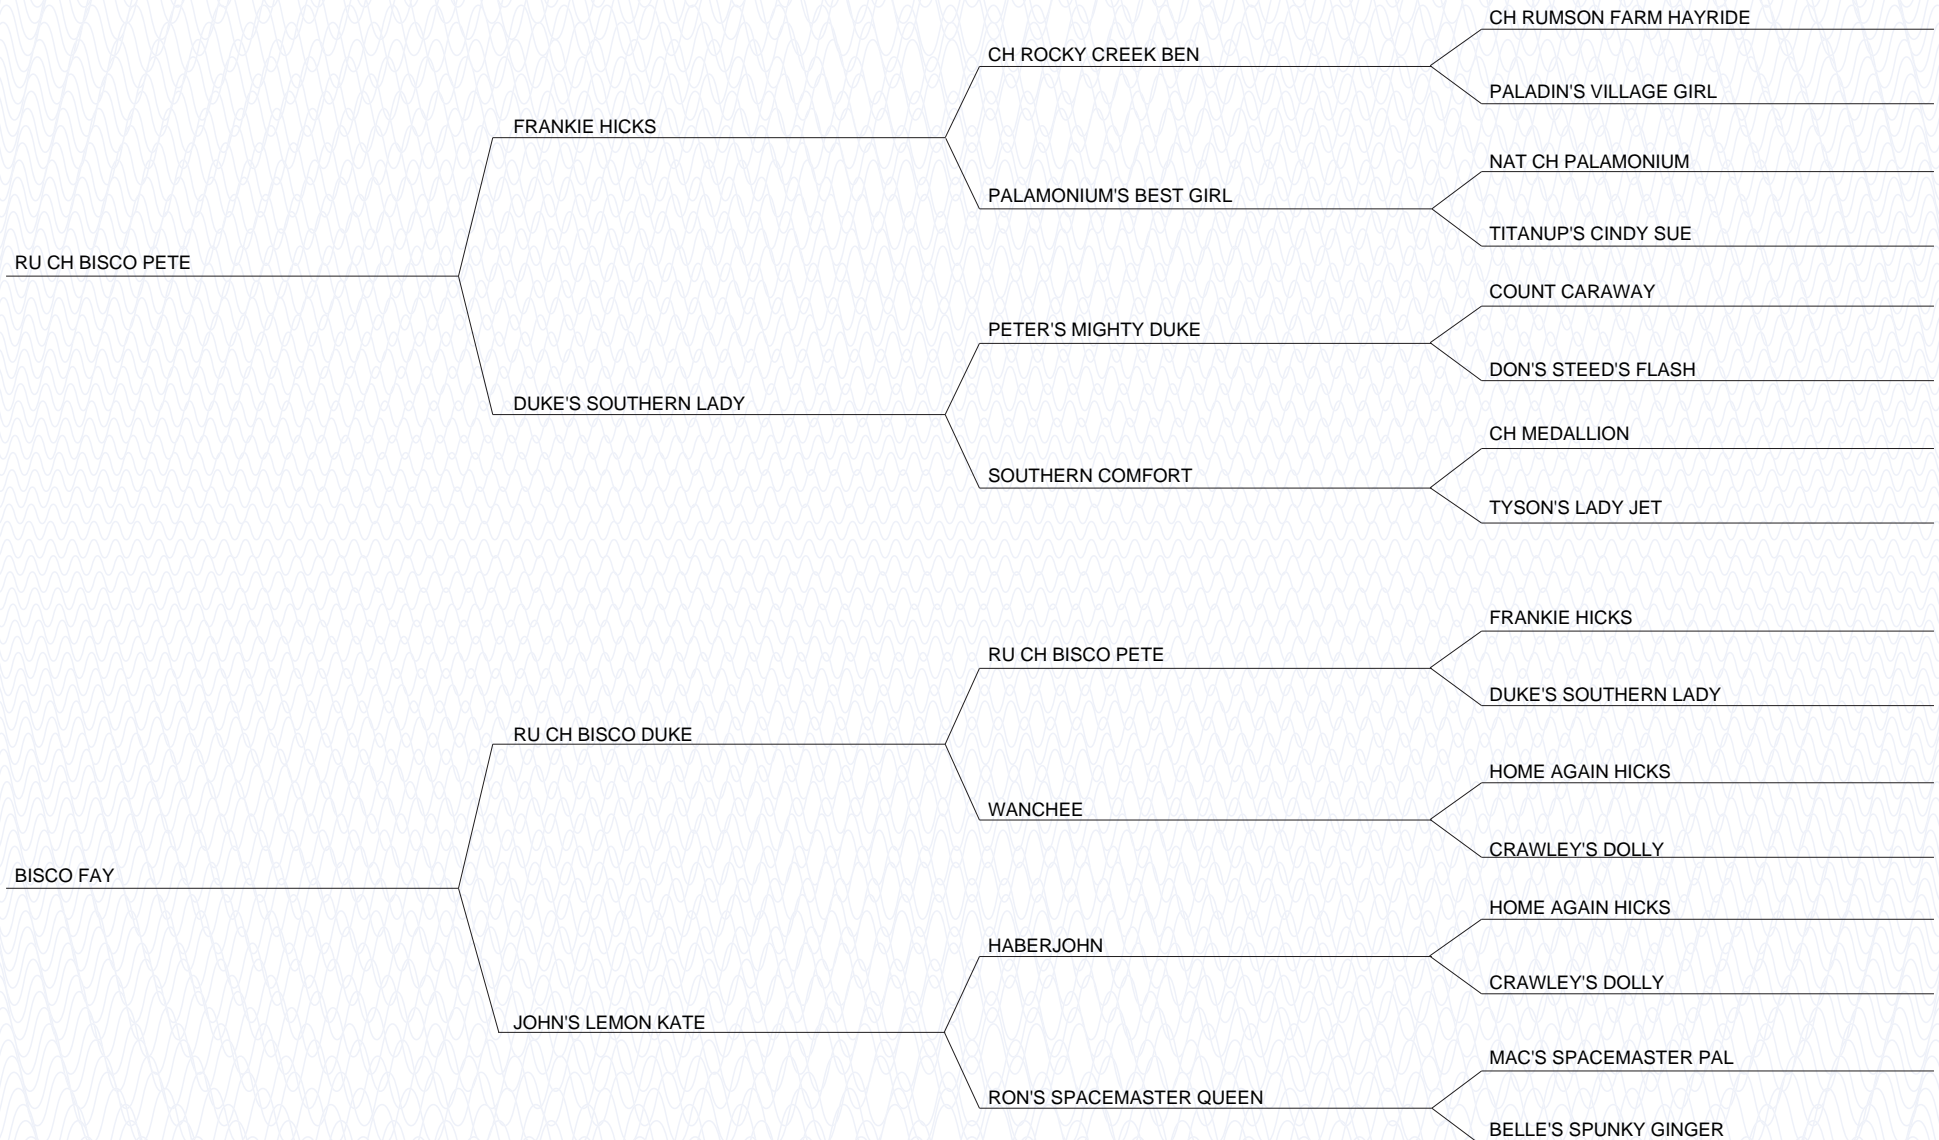 CH RUMSON FARM HAYRIDE
CH ROCKY CREEK BEN
PALADIN'S VILLAGE GIRL
FRANKIE HICKS
NAT CH PALAMONIUM
PALAMONIUM'S BEST GIRL
TITANUP'S CINDY SUE
RU CH BISCO PETE
COUNT CARAWAY
PETER'S MIGHTY DUKE
DON'S STEED'S FLASH
DUKE'S SOUTHERN LADY
CH MEDALLION
SOUTHERN COMFORT
TYSON'S LADY JET
FRANKIE HICKS
RU CH BISCO PETE
DUKE'S SOUTHERN LADY
RU CH BISCO DUKE
HOME AGAIN HICKS
WANCHEE
CRAWLEY'S DOLLY
BISCO FAY
HOME AGAIN HICKS
HABERJOHN
CRAWLEY'S DOLLY
JOHN'S LEMON KATE
MAC'S SPACEMASTER PAL
RON'S SPACEMASTER QUEEN
BELLE'S SPUNKY GINGER